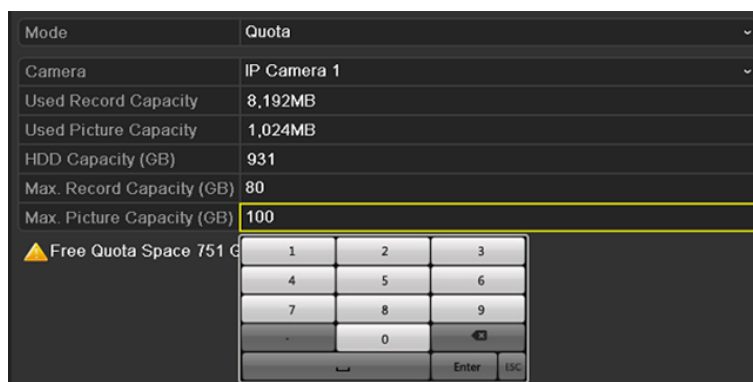 Mode Quota
Camera IP Camera 1
Used Record Capacity 8,192MB
Used Picture Capacity 1,024MB
HDD Capacity (GB) 931
Max. Record Capacity (GB) 80
Max. Picture Capacity (GB) 100
Free Quota Space 751 G
1 2 3
4 5 6
7 8 9
. 0
Enter ESC